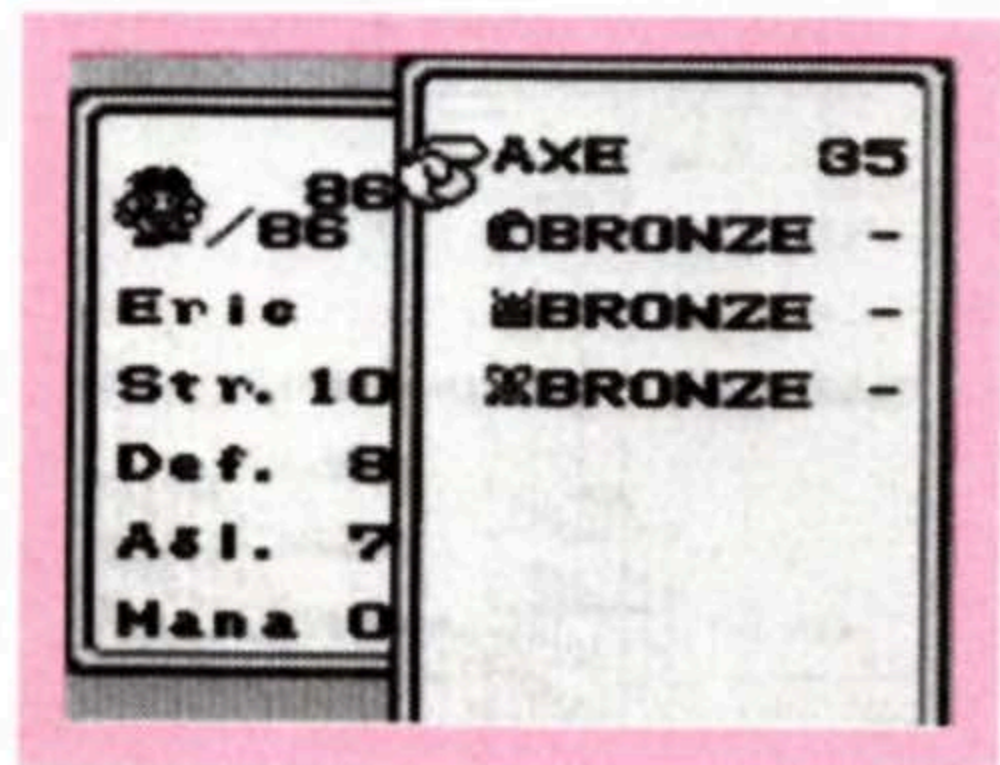 86
/86
Eric
Str. 10
Def. 8
Agl. 7
Mana 0
AXE 35
BRONZE -
BRONZE -
BRONZE -